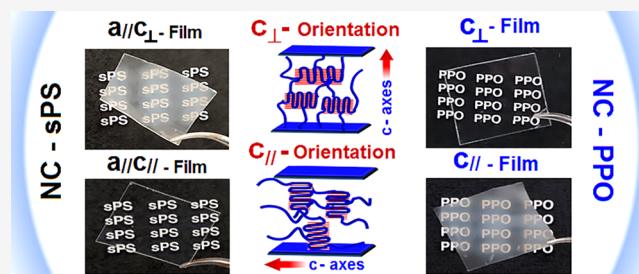 NC - sPS
a//c⊥- Film
sPS sPS sPS
sPS sPS sPS
sPS sPS sPS
sPS sPS sPS
a//c// - Film
sPS sPS sPS
sPS sPS sPS
sPS sPS sPS
sPS sPS sPS
C⊥- Orientation
c - axes
C// - Orientation
c - axes
c⊥ - Film
PPO PPO PPO
PPO PPO PPO
PPO PPO PPO
PPO PPO PPO
c// - Film
PPO PPO PPO
PPO PPO PPO
PPO PPO PPO
PPO PPO PPO
NC - PPO